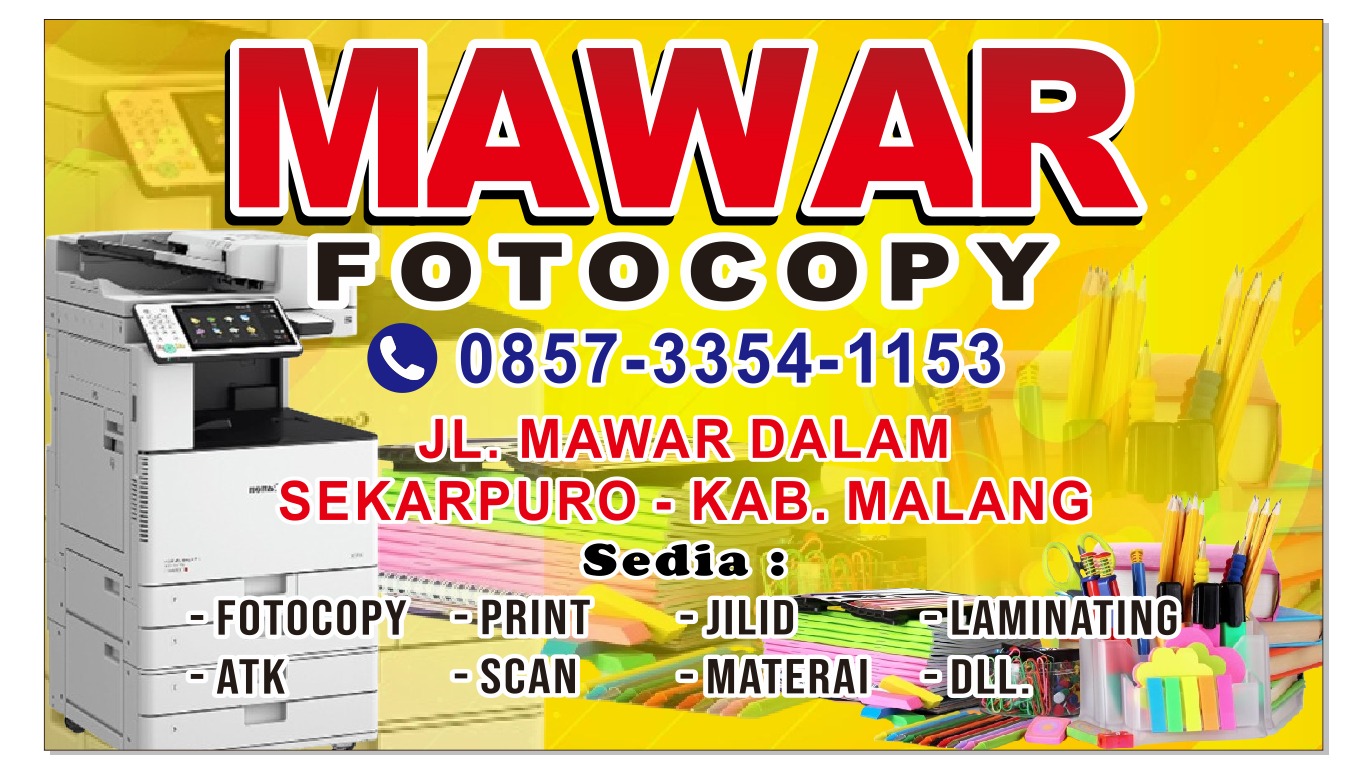 MAWAR
FOTOCOPY
0857-3354-1153
JL. MAWAR DALAM
SEKARPURO - KAB. MALANG
Sedia :
- FOTOCOPY - PRINT - JILID - LAMINATING
- ATK - SCAN - MATERAI - DLL.